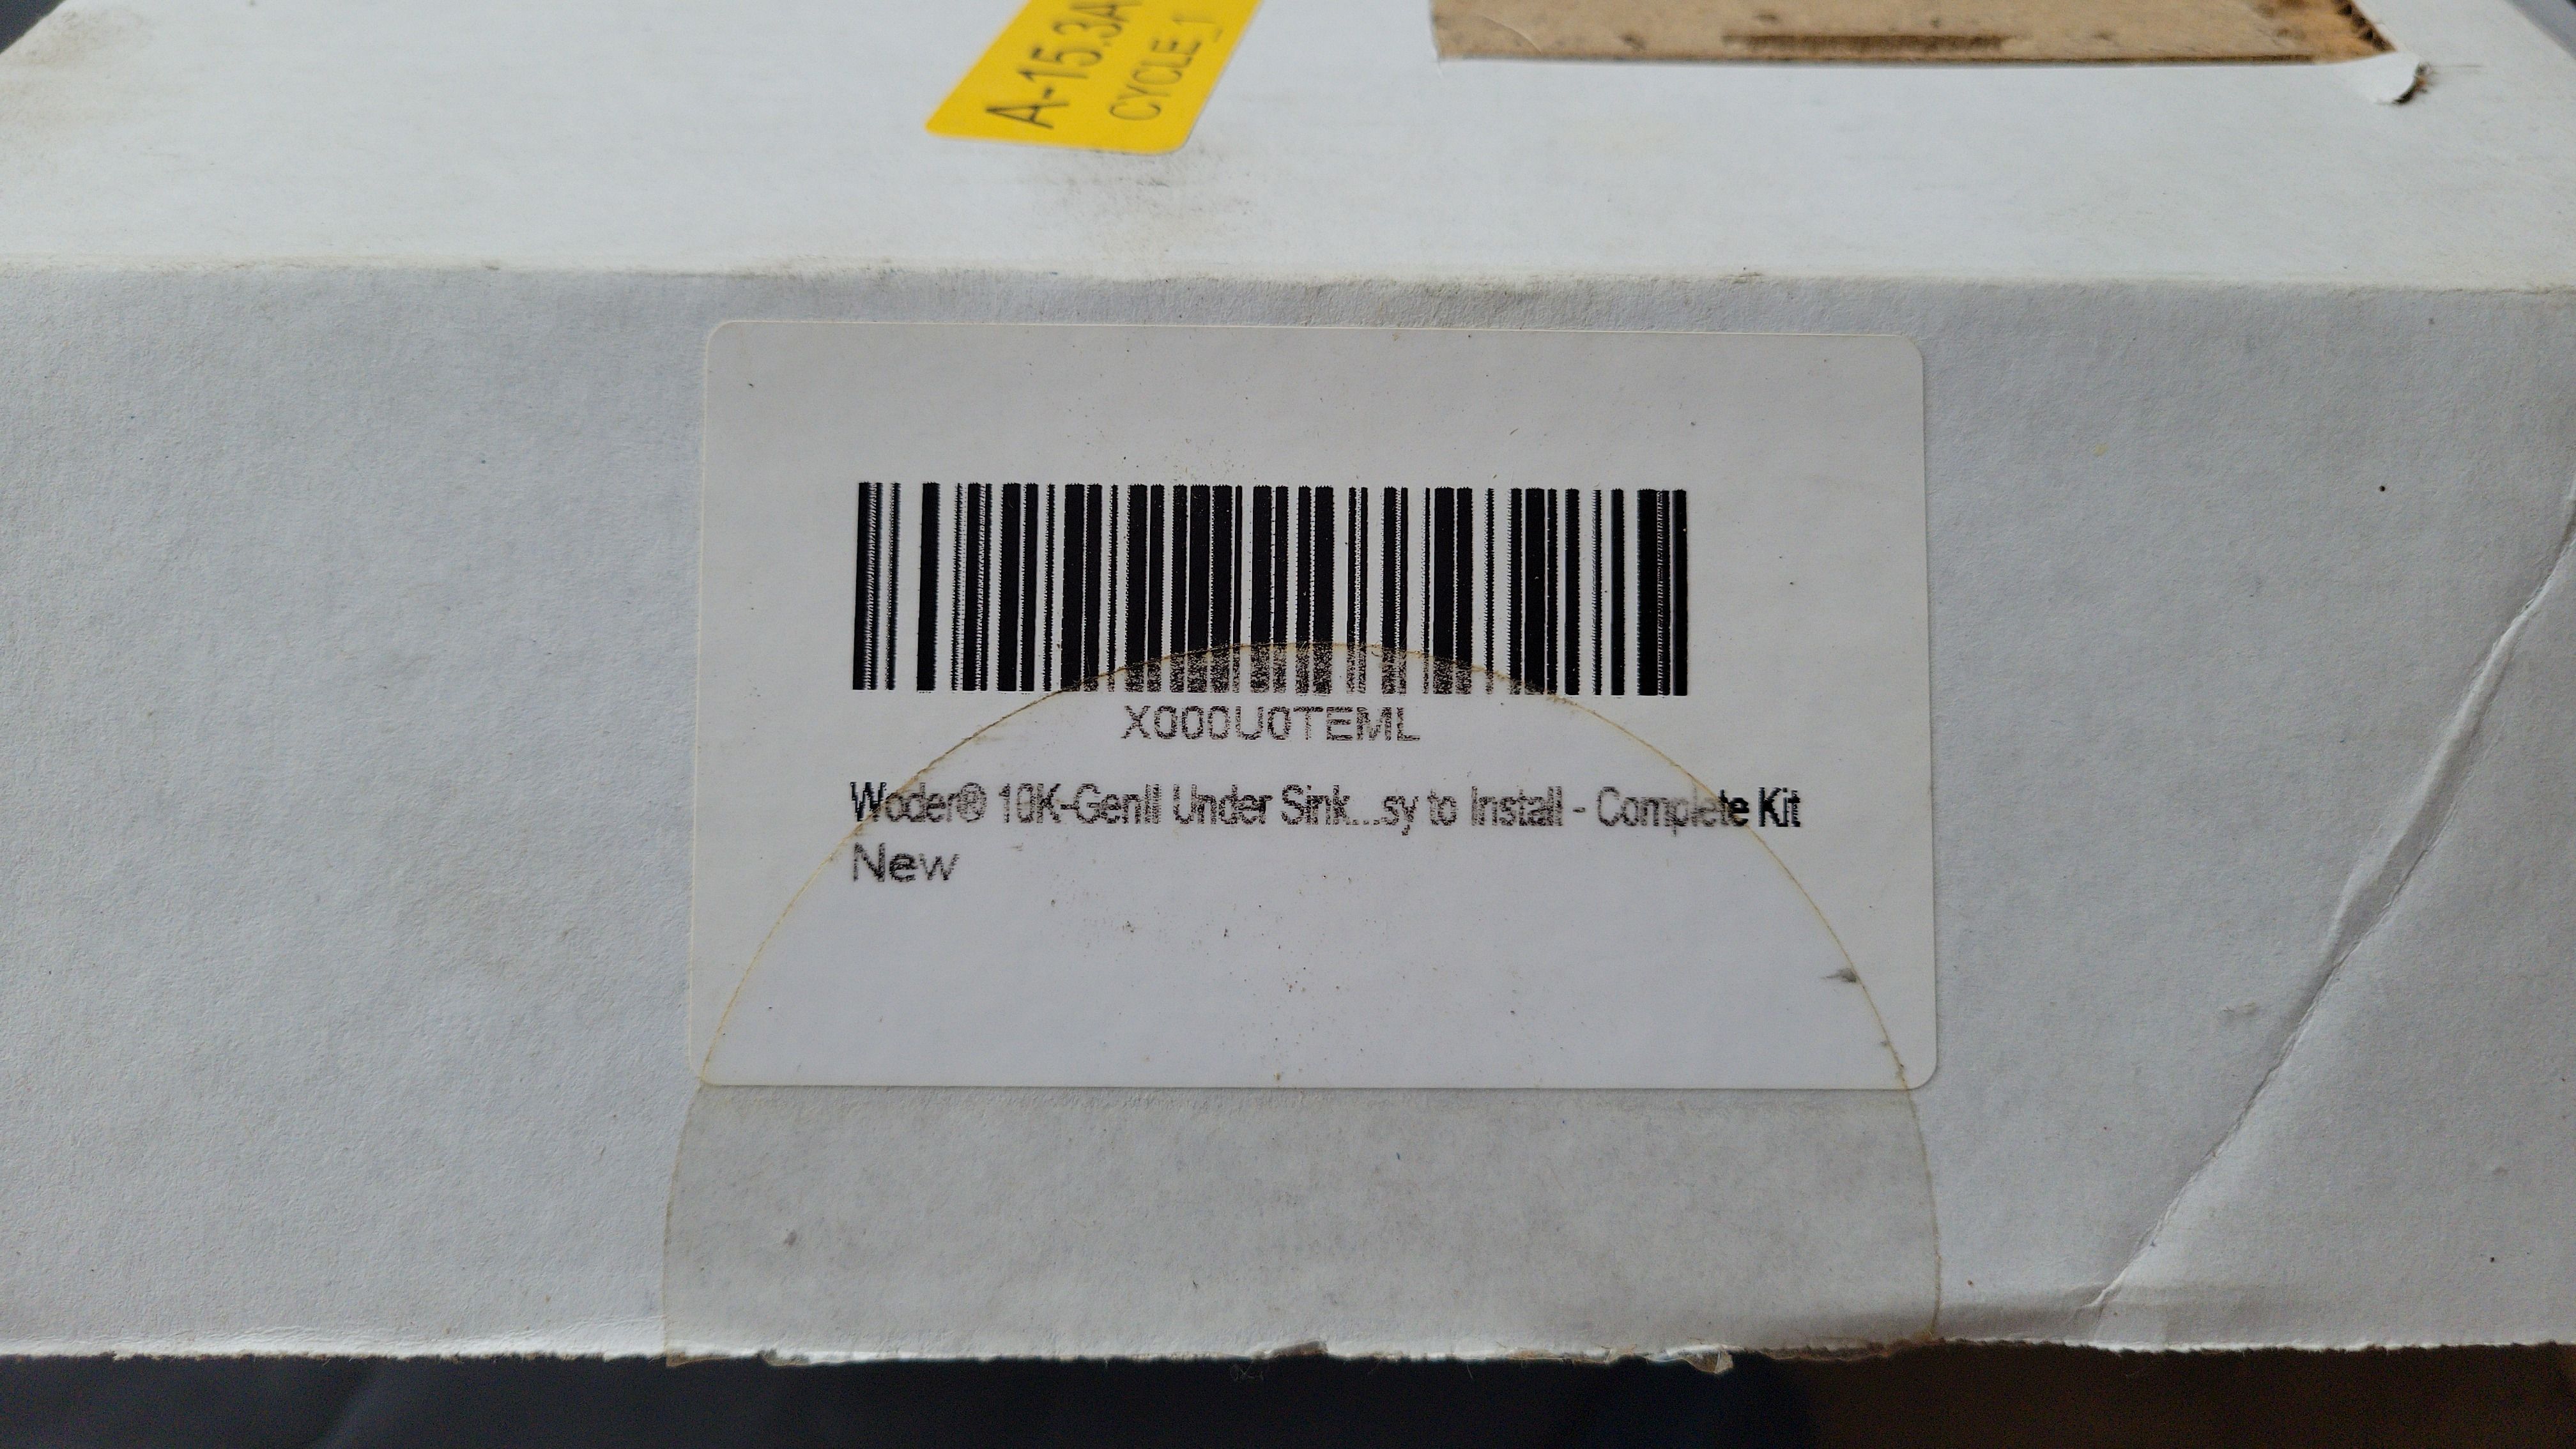 A-15.3A
CYCLE_1
X000U0TEML
Woder® 10K-GenII Under Sink...sy to Install - Complete Kit
New